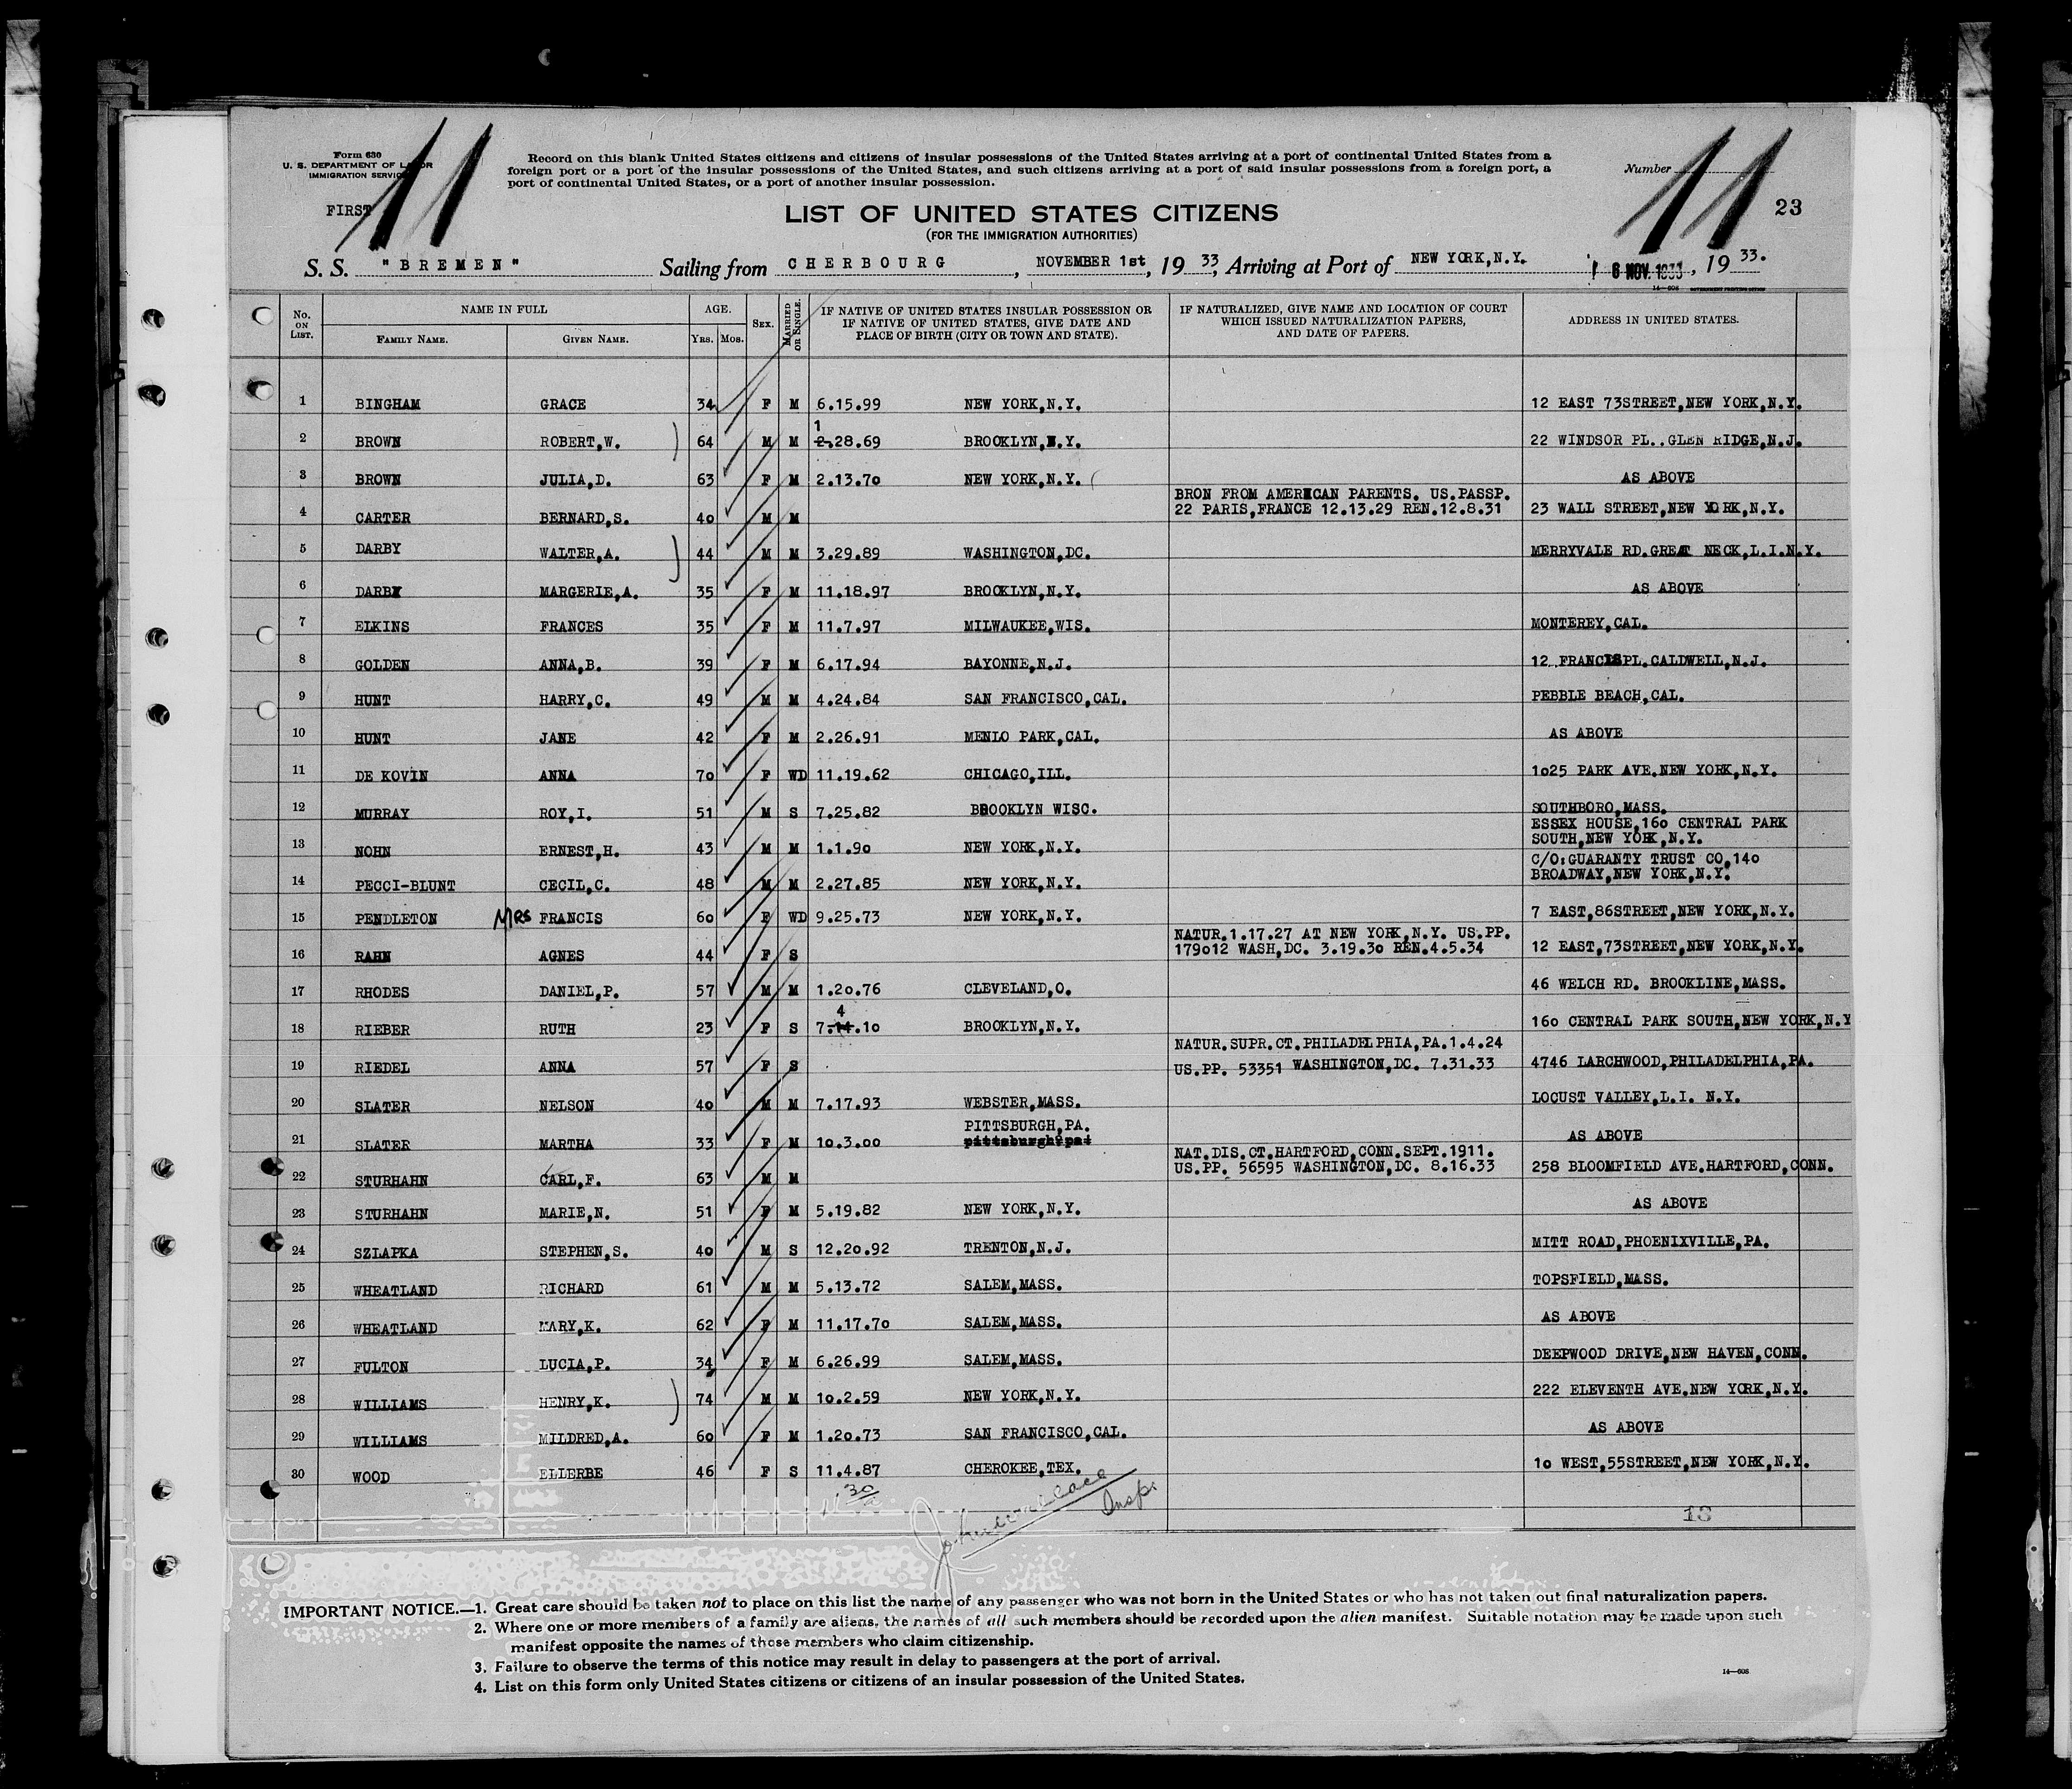 Form 630
U. S. DEPARTMENT OF LABOR
IMMIGRATION SERVICE
FIRST
11
Record on this blank United States citizens and citizens of insular possessions of the United States arriving at a port of continental United States from a
foreign port or a port of the insular possessions of the United States, and such citizens arriving at a port of said insular possessions from a foreign port, a
port of continental United States, or a port of another insular possession.
Number
11
23
LIST OF UNITED STATES CITIZENS
(FOR THE IMMIGRATION AUTHORITIES)
S. S. "BREMEN" Sailing from CHERBOURG, NOVEMBER 1st, 19 33, Arriving at Port of NEW YORK,N.Y. 6 NOV. 1933, 19 33.
No. ON LIST. NAME IN FULL FAMILY NAME. GIVEN NAME. AGE. YRS. MOS. SEX. MARRIED OR SINGLE. IF NATIVE OF UNITED STATES INSULAR POSSESSION OR IF NATIVE OF UNITED STATES, GIVE DATE AND PLACE OF BIRTH (CITY OR TOWN AND STATE). IF NATURALIZED, GIVE NAME AND LOCATION OF COURT WHICH ISSUED NATURALIZATION PAPERS, AND DATE OF PAPERS. ADDRESS IN UNITED STATES.
1 BINGHAM GRACE 34 F M 6.15.99 NEW YORK,N.Y. 12 EAST 73STREET,NEW YORK,N.Y.
1
2 BROWN ROBERT,W. ) 64 M M 2.28.69 BROOKLYN,N.Y. 22 WINDSOR PL..GLEN RIDGE,N.J.
3 BROWN JULIA,D. 63 F M 2.13.70 NEW YORK,N.Y. ( AS ABOVE
BRON FROM AMERICAN PARENTS. US.PASSP.
4 CARTER BERNARD,S. 40 M M 22 PARIS,FRANCE 12.13.29 REN.12.8.31 23 WALL STREET,NEW YORK,N.Y.
5 DARBY WALTER,A. ) 44 M M 3.29.89 WASHINGTON,DC. MERRYVALE RD.GREAT NECK,L.I.N.Y.
6 DARBY MARGERIE,A. 35 F M 11.18.97 BROOKLYN,N.Y. AS ABOVE
7 ELKINS FRANCES 35 F M 11.7.97 MILWAUKEE,WIS. MONTEREY,CAL.
8 GOLDEN ANNA,B. 39 F M 6.17.94 BAYONNE,N.J. 12 FRANCIS PL.CALDWELL,N.J.
9 HUNT HARRY,C. 49 M M 4.24.84 SAN FRANCISCO,CAL. PEBBLE BEACH,CAL.
10 HUNT JANE 42 F M 2.26.91 MENLO PARK,CAL. AS ABOVE
11 DE KOVIN ANNA 70 F WD 11.19.62 CHICAGO,ILL. 1025 PARK AVE.NEW YORK,N.Y.
12 MURRAY ROY,I. 51 M S 7.25.82 BROOKLYN WISC. SOUTHBORO,MASS.
ESSEX HOUSE,160 CENTRAL PARK
13 NOHN ERNEST,H. 43 M M 1.1.90 NEW YORK,N.Y. SOUTH,NEW YORK,N.Y.
C/O:GUARANTY TRUST CO,140
14 PECCI-BLUNT CECIL,C. 48 M M 2.27.85 NEW YORK,N.Y. BROADWAY,NEW YORK,N.Y.
15 PENDLETON MRS FRANCIS 60 F WD 9.25.73 NEW YORK,N.Y. 7 EAST,86STREET,NEW YORK,N.Y.
NATUR.1.17.27 AT NEW YORK,N.Y. US.PP.
16 RAHN AGNES 44 F S 179012 WASH,DC. 3.19.30 REN.4.5.34 12 EAST,73STREET,NEW YORK,N.Y.
17 RHODES DANIEL,P. 57 M M 1.20.76 CLEVELAND,O. 46 WELCH RD. BROOKLINE,MASS.
4
18 RIEBER RUTH 23 F S 7.14.10 BROOKLYN,N.Y. 160 CENTRAL PARK SOUTH,NEW YORK,N.Y
NATUR.SUPR.CT.PHILADELPHIA,PA.1.4.24
19 RIEDEL ANNA 57 F S US.PP. 53351 WASHINGTON,DC. 7.31.33 4746 LARCHWOOD,PHILADELPHIA,PA.
20 SLATER NELSON 40 M M 7.17.93 WEBSTER,MASS. LOCUST VALLEY,L.I. N.Y.
PITTSBURGH,PA.
21 SLATER MARTHA 33 F M 10.3.00 pittsburgh,pa. AS ABOVE
NAT.DIS.CT.HARTFORD,CONN.SEPT.1911.
22 STURHAHN CARL,F. 63 M M US.PP. 56595 WASHINGTON,DC. 8.16.33 258 BLOOMFIELD AVE.HARTFORD,CONN.
23 STURHAHN MARIE,N. 51 F M 5.19.82 NEW YORK,N.Y. AS ABOVE
24 SZLAPKA STEPHEN,S. 40 M S 12.20.92 TRENTON,N.J. MITT ROAD,PHOENIXVILLE,PA.
25 WHEATLAND RICHARD 61 M M 5.13.72 SALEM,MASS. TOPSFIELD,MASS.
26 WHEATLAND MARY,K. 62 F M 11.17.70 SALEM,MASS. AS ABOVE
27 FULTON LUCIA,P. 34 F M 6.26.99 SALEM,MASS. DEEPWOOD DRIVE,NEW HAVEN,CONN.
28 WILLIAMS HENRY,K. ) 74 M M 10.2.59 NEW YORK,N.Y. 222 ELEVENTH AVE.NEW YORK,N.Y.
29 WILLIAMS MILDRED,A. 60 F M 1.20.73 SAN FRANCISCO,CAL. AS ABOVE
30 WOOD ELLERBE 46 F S 11.4.87 CHEROKEE,TEX. 10 WEST,55STREET,NEW YORK,N.Y.
30
John Wallace
Insp.
13
IMPORTANT NOTICE.—1. Great care should be taken not to place on this list the name of any passenger who was not born in the United States or who has not taken out final naturalization papers.
2. Where one or more members of a family are aliens, the names of all such members should be recorded upon the alien manifest. Suitable notation may be made upon such
manifest opposite the names of those members who claim citizenship.
3. Failure to observe the terms of this notice may result in delay to passengers at the port of arrival.
4. List on this form only United States citizens or citizens of an insular possession of the United States.